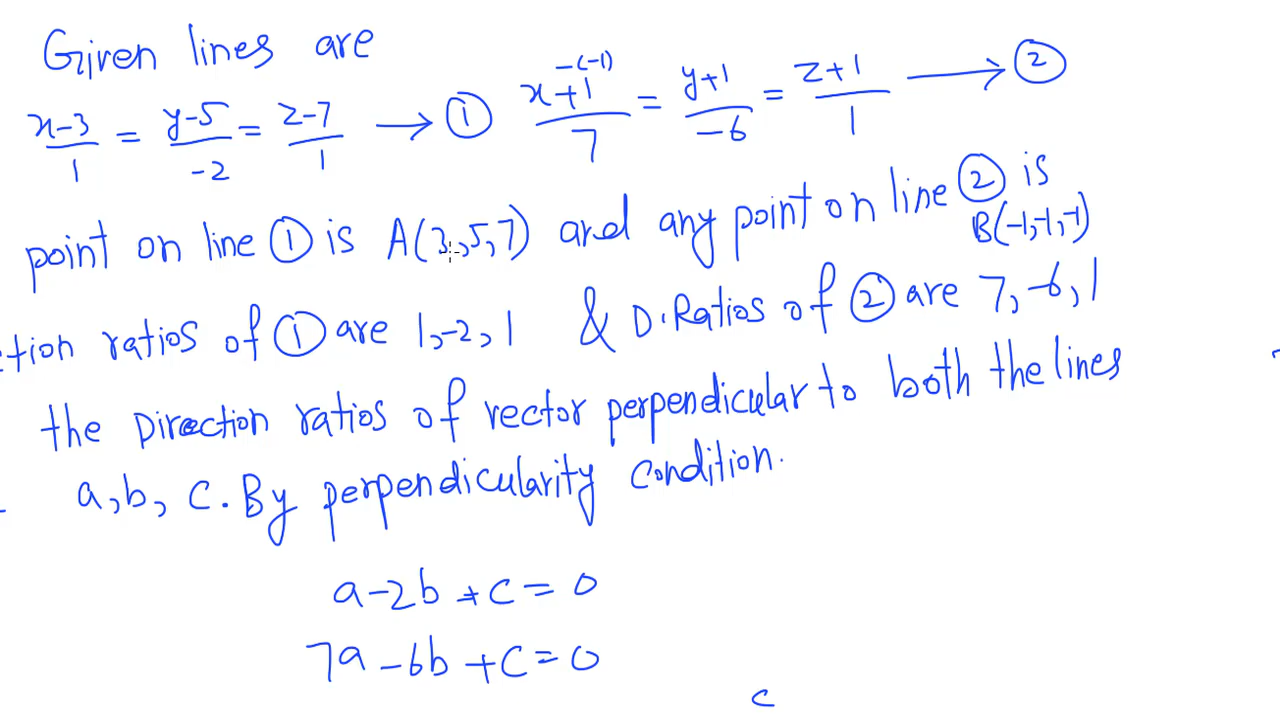 Given lines are
x-3/1 = y-5/-2 = z-7/1 → ① x+1/7 = y+1/-6 = z+1/1 → ②
-(-1)
point on line ① is A(3,5,7) and any point on line ② is
B(-1,-1,-1)
ction ratios of ① are 1,-2,1 & D.Ratios of ② are 7,-6,1
the Direction ratios of vector perpendicular to both the lines
a, b, c. By perpendicularity condition.
a-2b+c=0
7a-6b+c=0
c